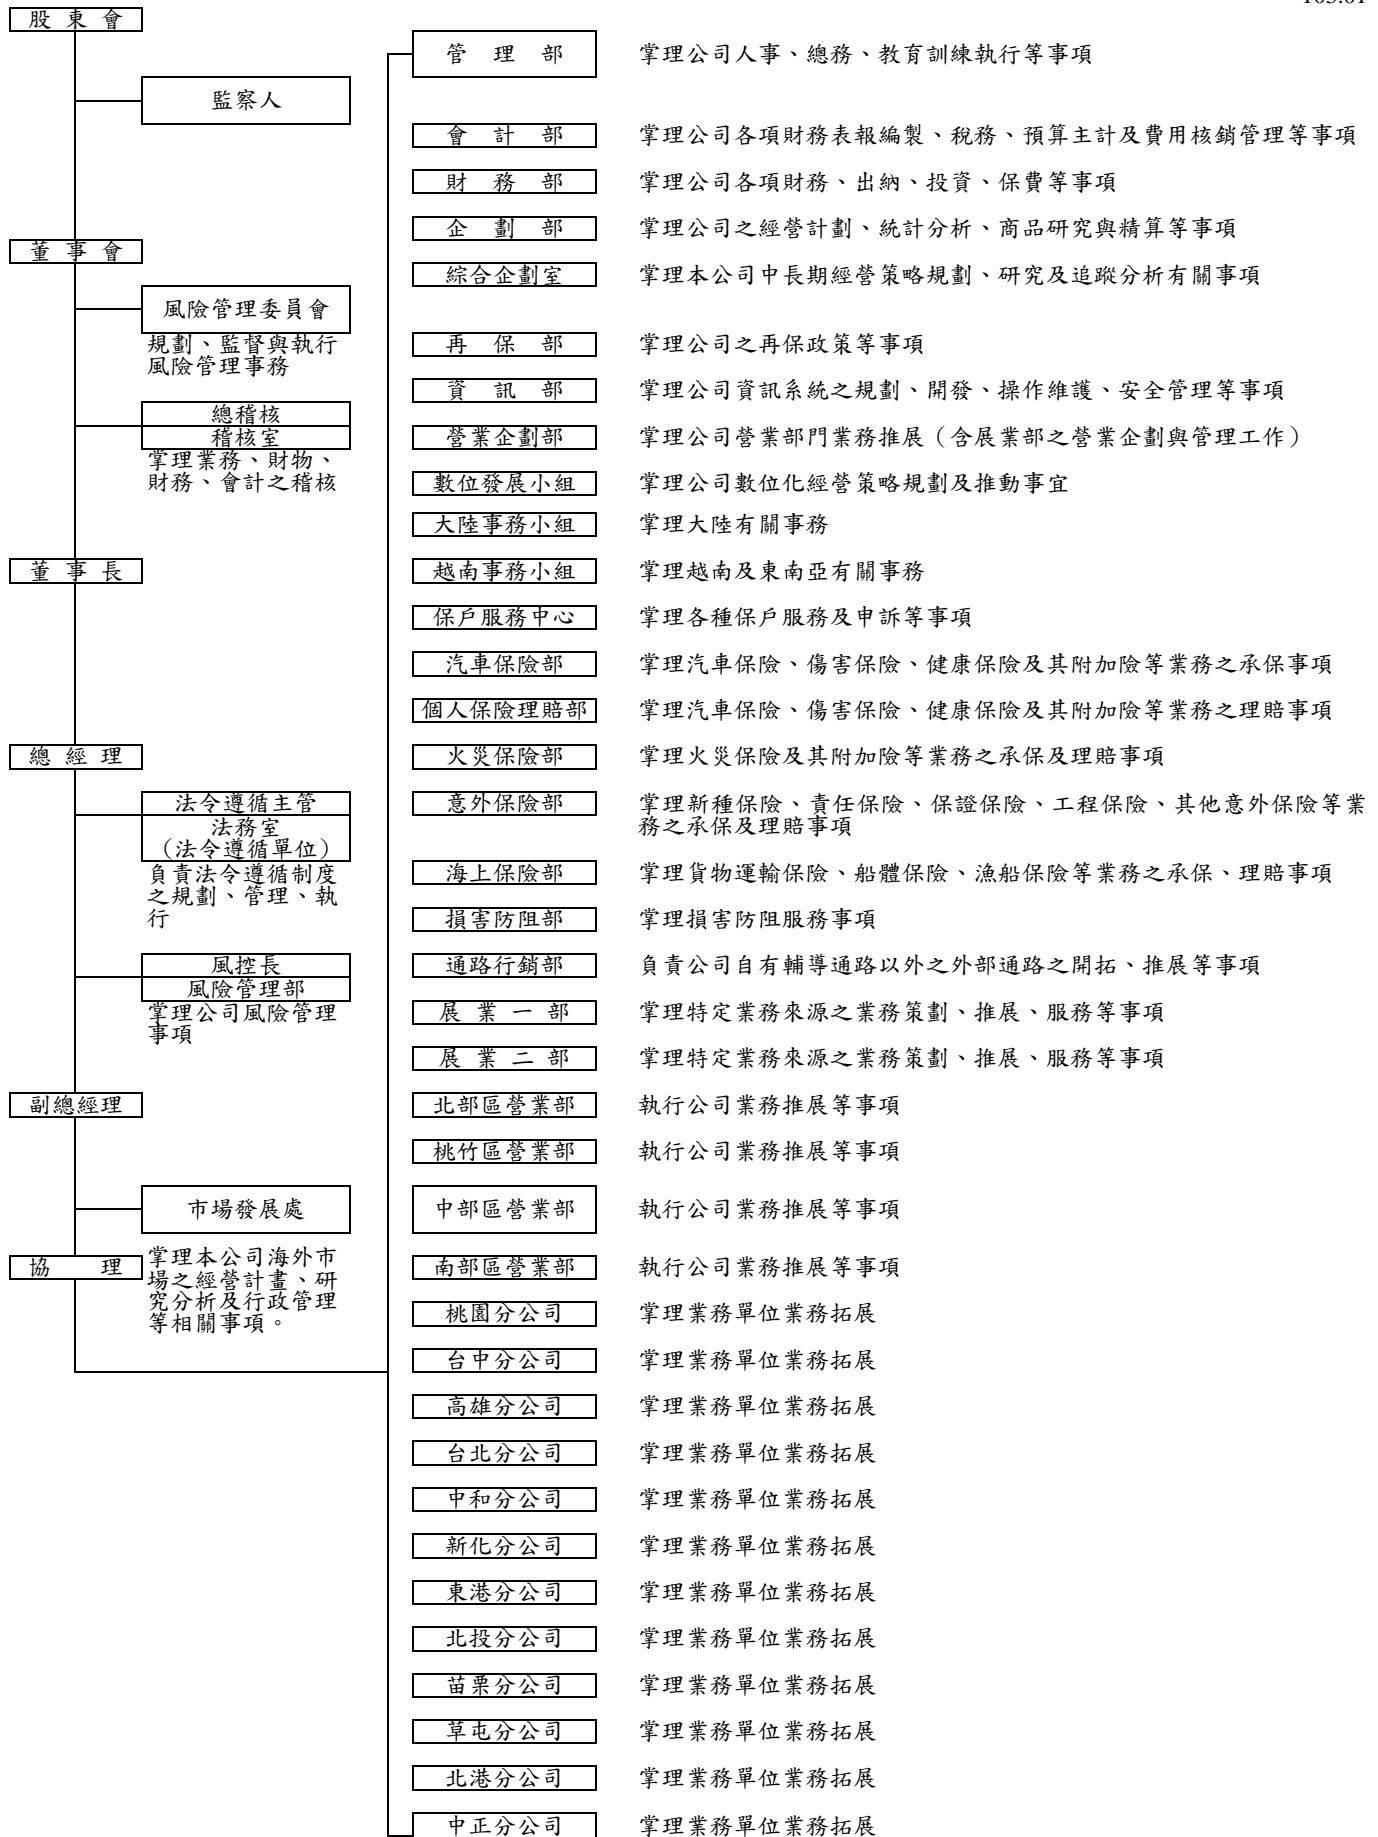 股東會
監察人
董事會
風險管理委員會
規劃、監督與執行
風險管理事務
總稽核
稽核室
掌理業務、財物、
財務、會計之稽核
董事長
總經理
法令遵循主管
法務室
（法令遵循單位）
負責法令遵循制度
之規劃、管理、執
行
風控長
風險管理部
掌理公司風險管理
事項
副總經理
市場發展處
掌理本公司海外市
場之經營計畫、研
究分析及行政管理
等相關事項。
協理
管理部 掌理公司人事、總務、教育訓練執行等事項
會計部 掌理公司各項財務表報編製、稅務、預算主計及費用核銷管理等事項
財務部 掌理公司各項財務、出納、投資、保費等事項
企劃部 掌理公司之經營計劃、統計分析、商品研究與精算等事項
綜合企劃室 掌理本公司中長期經營策略規劃、研究及追蹤分析有關事項
再保部 掌理公司之再保政策等事項
資訊部 掌理公司資訊系統之規劃、開發、操作維護、安全管理等事項
營業企劃部 掌理公司營業部門業務推展（含展業部之營業企劃與管理工作）
數位發展小組 掌理公司數位化經營策略規劃及推動事宜
大陸事務小組 掌理大陸有關事務
越南事務小組 掌理越南及東南亞有關事務
保戶服務中心 掌理各種保戶服務及申訴等事項
汽車保險部 掌理汽車保險、傷害保險、健康保險及其附加險等業務之承保事項
個人保險理賠部 掌理汽車保險、傷害保險、健康保險及其附加險等業務之理賠事項
火災保險部 掌理火災保險及其附加險等業務之承保及理賠事項
意外保險部 掌理新種保險、責任保險、保證保險、工程保險、其他意外保險等業
務之承保及理賠事項
海上保險部 掌理貨物運輸保險、船體保險、漁船保險等業務之承保、理賠事項
損害防阻部 掌理損害防阻服務事項
通路行銷部 負責公司自有輔導通路以外之外部通路之開拓、推展等事項
展業一部 掌理特定業務來源之業務策劃、推展、服務等事項
展業二部 掌理特定業務來源之業務策劃、推展、服務等事項
北部區營業部 執行公司業務推展等事項
桃竹區營業部 執行公司業務推展等事項
中部區營業部 執行公司業務推展等事項
南部區營業部 執行公司業務推展等事項
桃園分公司 掌理業務單位業務拓展
台中分公司 掌理業務單位業務拓展
高雄分公司 掌理業務單位業務拓展
台北分公司 掌理業務單位業務拓展
中和分公司 掌理業務單位業務拓展
新化分公司 掌理業務單位業務拓展
東港分公司 掌理業務單位業務拓展
北投分公司 掌理業務單位業務拓展
苗栗分公司 掌理業務單位業務拓展
草屯分公司 掌理業務單位業務拓展
北港分公司 掌理業務單位業務拓展
中正分公司 掌理業務單位業務拓展